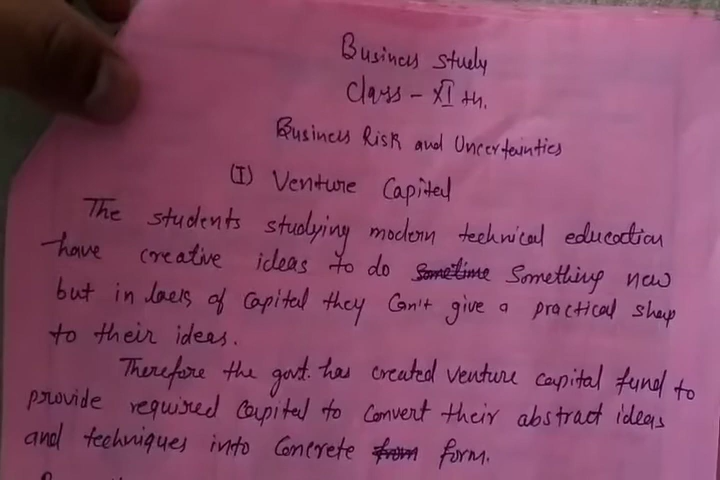 Business study
Class - XI th.
Business Risk and Uncertainties
(I) Venture Capital
The students studying modern technical education
have creative ideas to do sometime Something new
but in lack of Capital they Can't give a practical shap
to their ideas.
Therefore the govt. has created venture capital fund to
provide required capital to convert their abstract ideas
and techniques into Concrete from form.